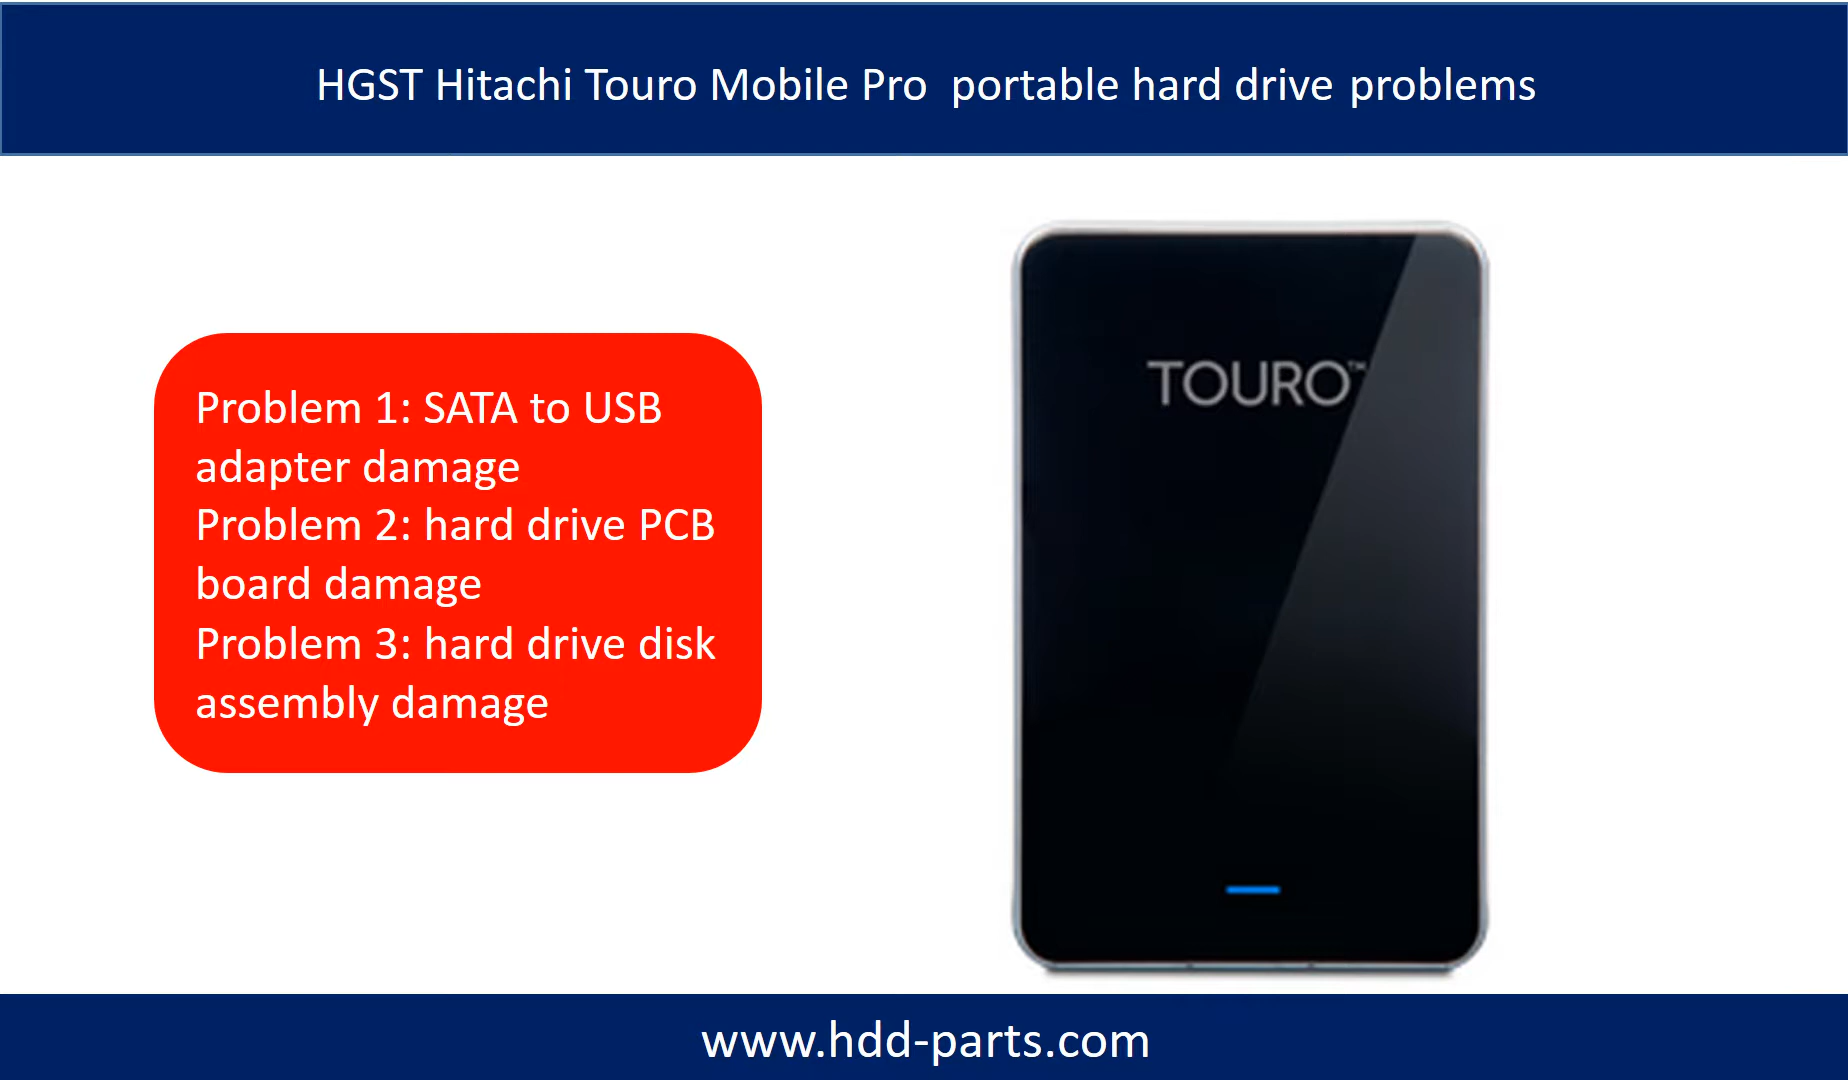 HGST Hitachi Touro Mobile Pro  portable hard drive problems
Problem 1: SATA to USB
adapter damage
Problem 2: hard drive PCB
board damage
Problem 3: hard drive disk
assembly damage
TOURO™
www.hdd-parts.com